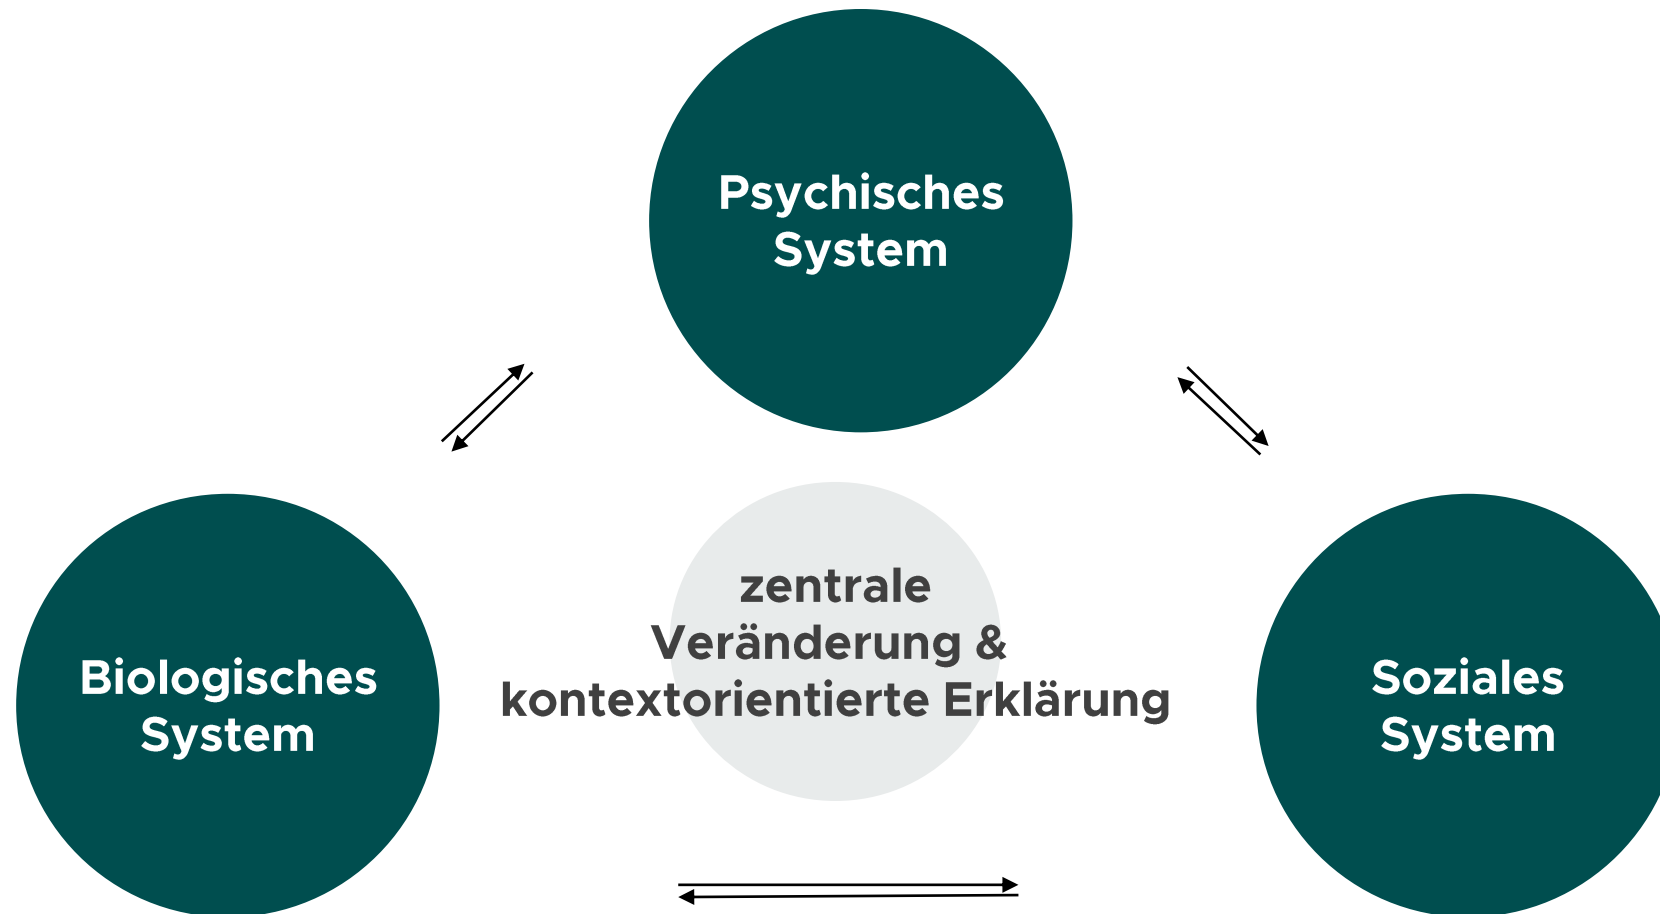 Psychisches
System
zentrale
Veränderung &
kontextorientierte Erklärung
Biologisches
System
Soziales
System